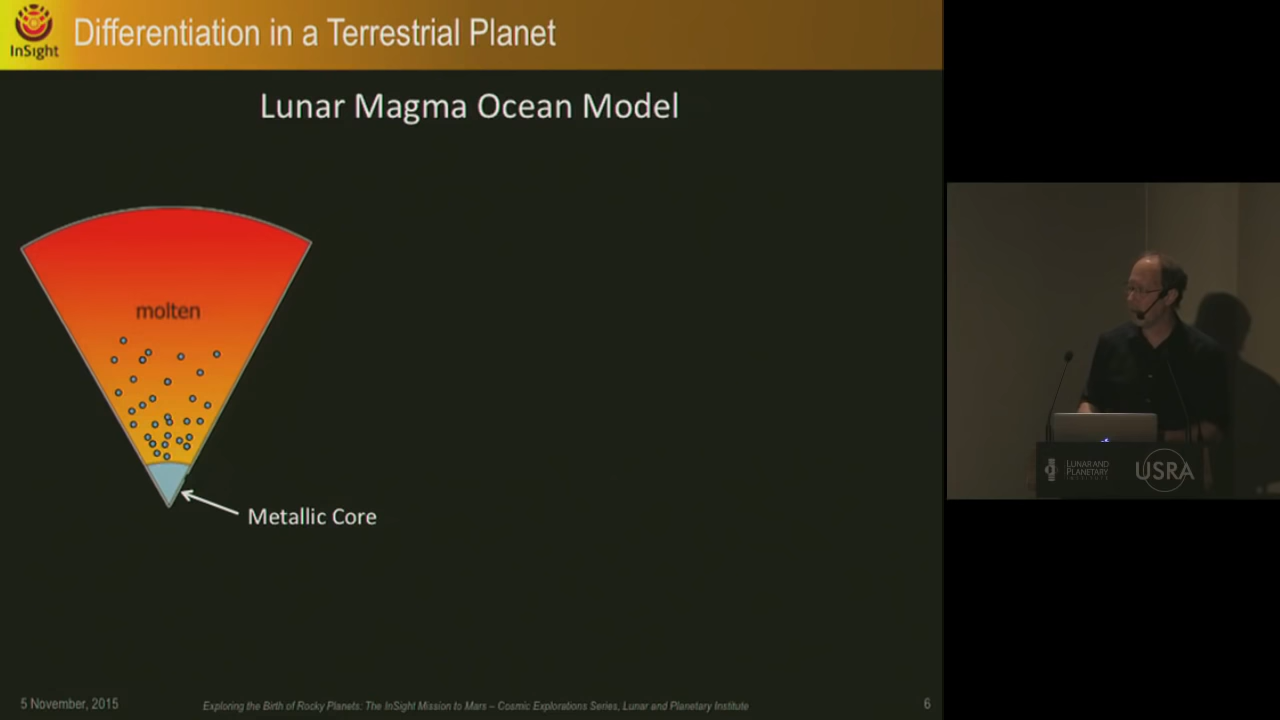 InSight
Differentiation in a Terrestrial Planet
Lunar Magma Ocean Model
molten
Metallic Core
LUNAR AND
PLANETARY
INSTITUTE
USRA
5 November, 2015
Exploring the Birth of Rocky Planets: The InSight Mission to Mars – Cosmic Explorations Series, Lunar and Planetary Institute
6